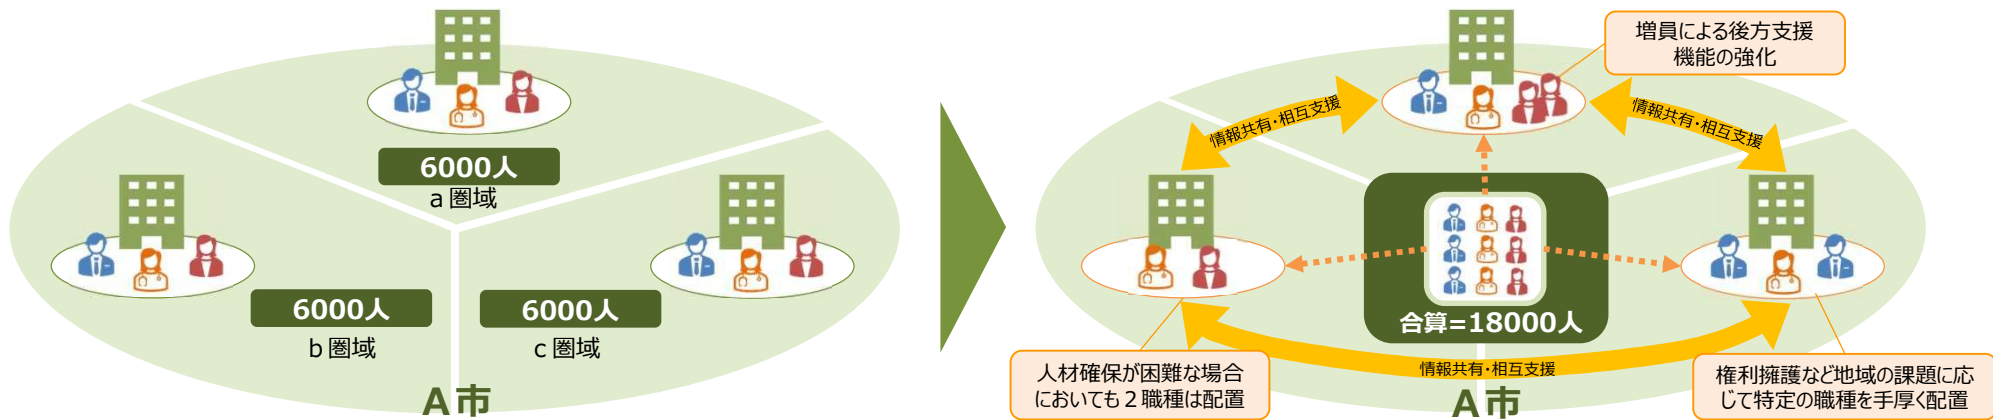 6000人
a圏域
6000人
b圏域
6000人
c圏域
A市
増員による後方支援
機能の強化
情報共有・相互支援
情報共有・相互支援
合算=18000人
情報共有・相互支援
人材確保が困難な場合
においても２職種は配置
権利擁護など地域の課題に応
じて特定の職種を手厚く配置
A市